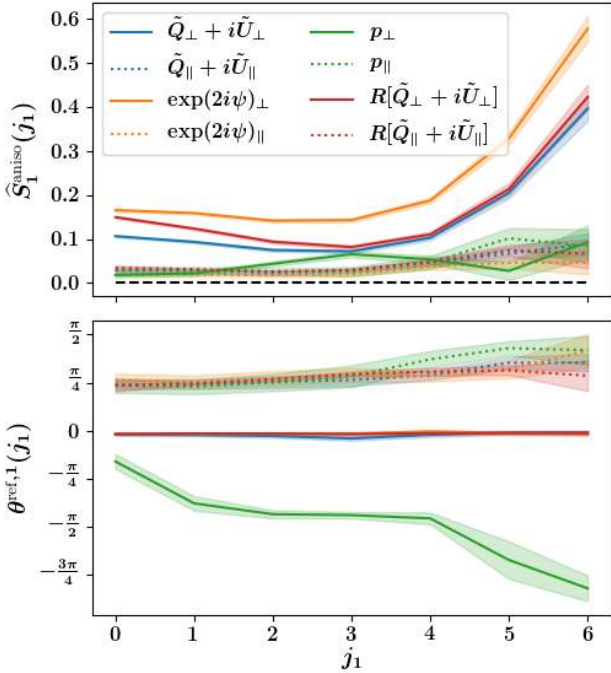 0.6
0.5
0.4
0.3
0.2
0.1
0.0
Ŝ₁ᵃⁿⁱˢᵒ(j₁)
Q̃⊥ + iŨ⊥
Q̃∥ + iŨ∥
exp(2iψ)⊥
exp(2iψ)∥
p⊥
p∥
R[Q̃⊥ + iŨ⊥]
R[Q̃∥ + iŨ∥]
π/2
π/4
0
−π/4
−π/2
−3π/4
θʳᵉᶠ,¹(j₁)
0 1 2 3 4 5 6
j₁